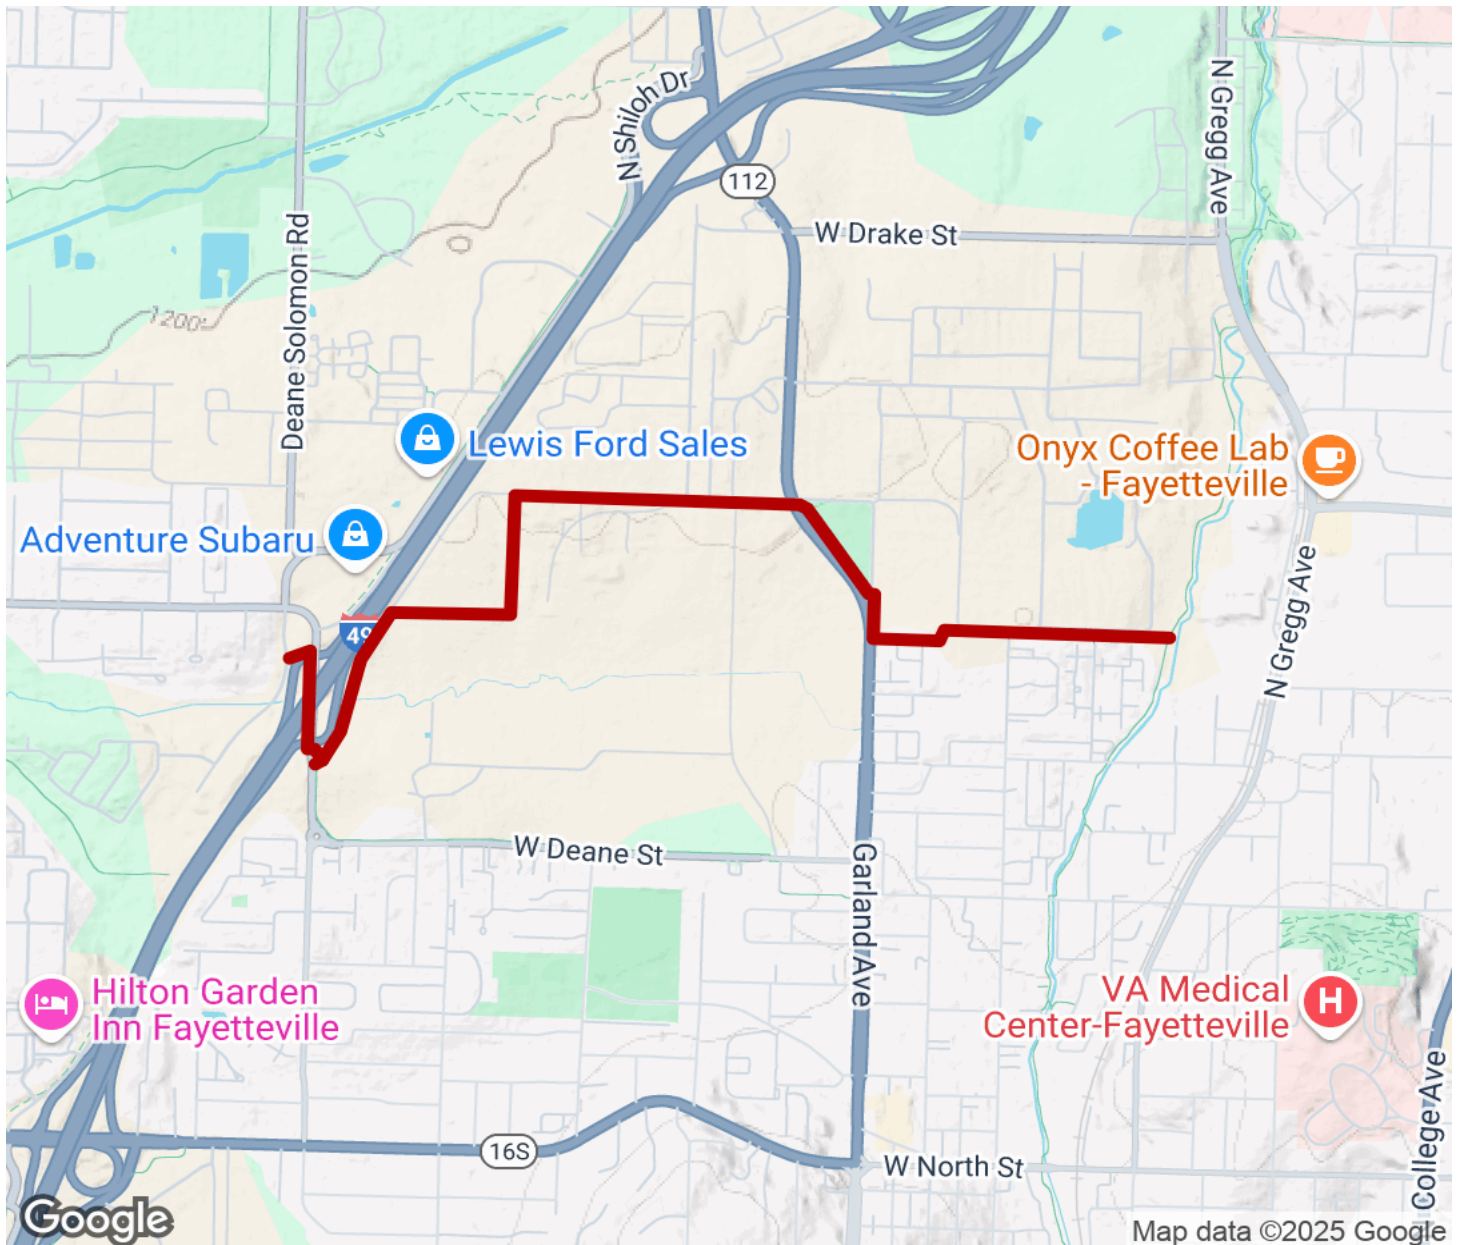 N Shiloh Dr
N Gregg Ave
112
W Drake St
Deane Solomon Rd
1200'
Lewis Ford Sales
Onyx Coffee Lab
- Fayetteville
Adventure Subaru
49
N Gregg Ave
W Deane St
Garland Ave
Hilton Garden
Inn Fayetteville
VA Medical
Center-Fayetteville
H
College Ave
16S
W North St
Google
Map data ©2025 Google